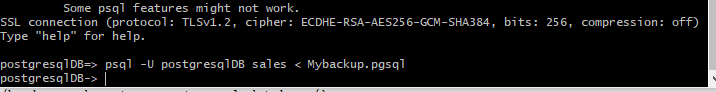 Some psql features might not work.
SSL connection (protocol: TLSv1.2, cipher: ECDHE-RSA-AES256-GCM-SHA384, bits: 256, compression: off)
Type "help" for help.
postgresqlDB=> psql -U postgresqlDB sales < Mybackup.pgsql
postgresqlDB->